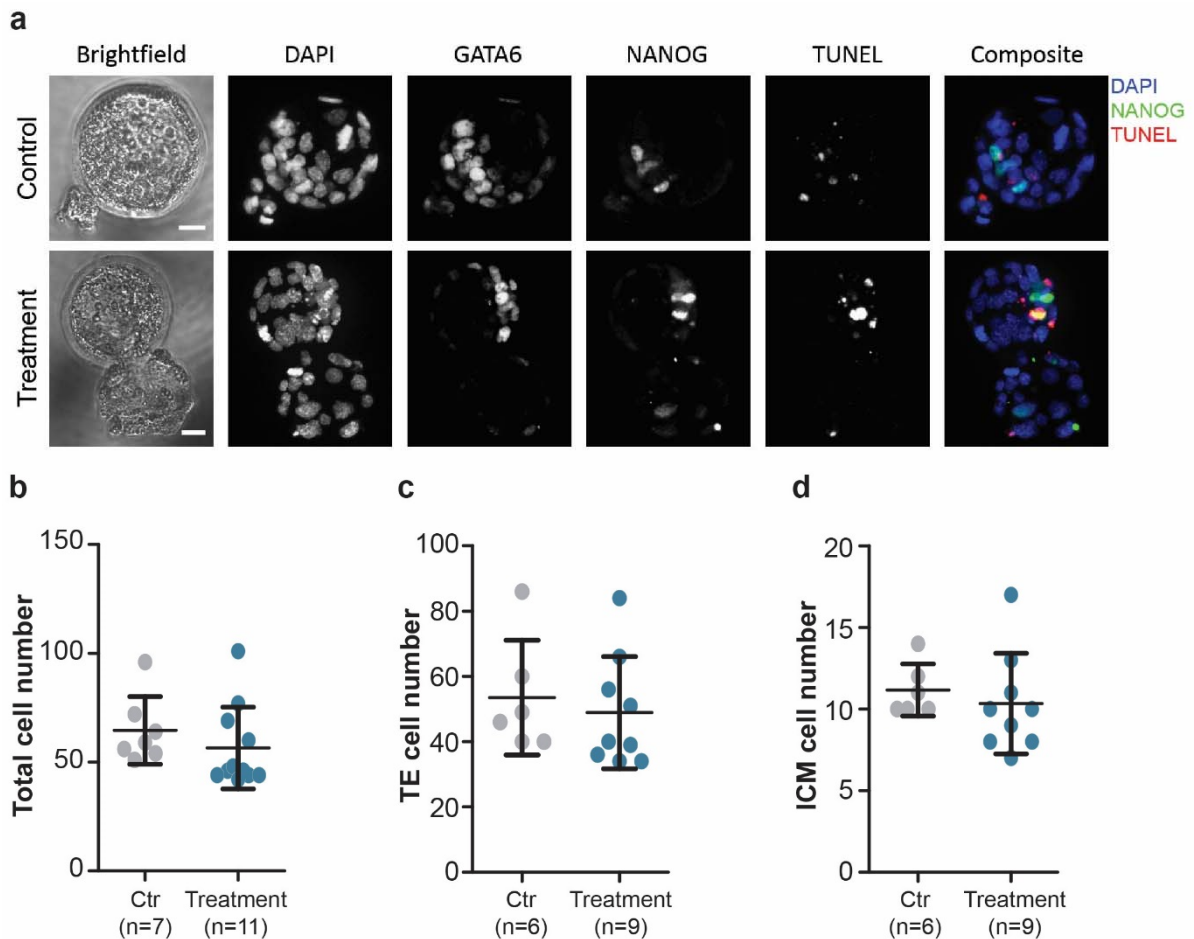 a
Brightfield DAPI GATA6 NANOG TUNEL Composite
Control
DAPI
NANOG
TUNEL
Treatment
b
Total cell number
150
100
50
0
Ctr
(n=7)
Treatment
(n=11)
c
TE cell number
100
80
60
40
20
0
Ctr
(n=6)
Treatment
(n=9)
d
ICM cell number
20
15
10
5
0
Ctr
(n=6)
Treatment
(n=9)